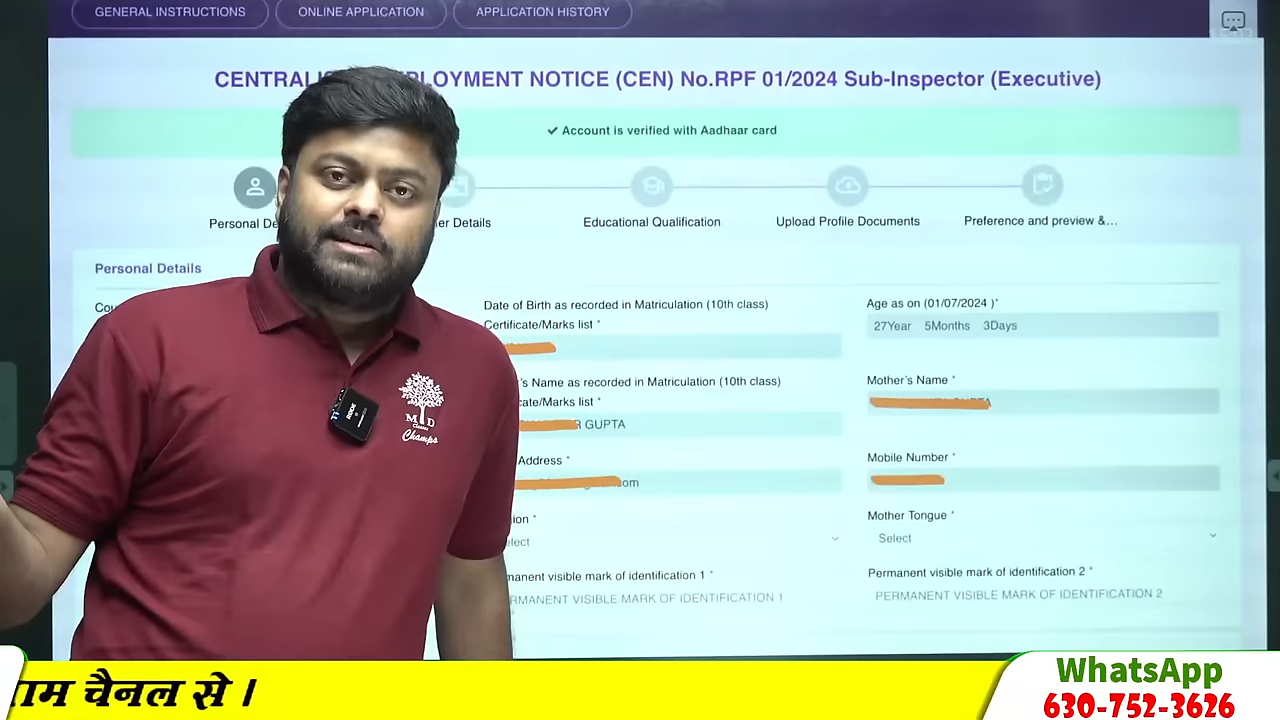 GENERAL INSTRUCTIONS
ONLINE APPLICATION
APPLICATION HISTORY
CENTRALIS PLOYMENT NOTICE (CEN) No.RPF 01/2024 Sub-Inspector (Executive)
Account is verified with Aadhaar card
Personal De
er Details
Educational Qualification
Upload Profile Documents
Preference and preview &...
Personal Details
Cou
Date of Birth as recorded in Matriculation (10th class)
Certificate/Marks list *
Age as on (01/07/2024 )*
27Year 5Months 3Days
's Name as recorded in Matriculation (10th class)
cate/Marks list *
GUPTA
Mother's Name *
Address *
om
Mobile Number *
ion *
elect
Mother Tongue *
Select
manent visible mark of identification 1 *
RMANENT VISIBLE MARK OF IDENTIFICATION 1
Permanent visible mark of identification 2 *
PERMANENT VISIBLE MARK OF IDENTIFICATION 2
M D
Classes
Champs
RODE
ाम चैनल से ।
WhatsApp
630-752-3626